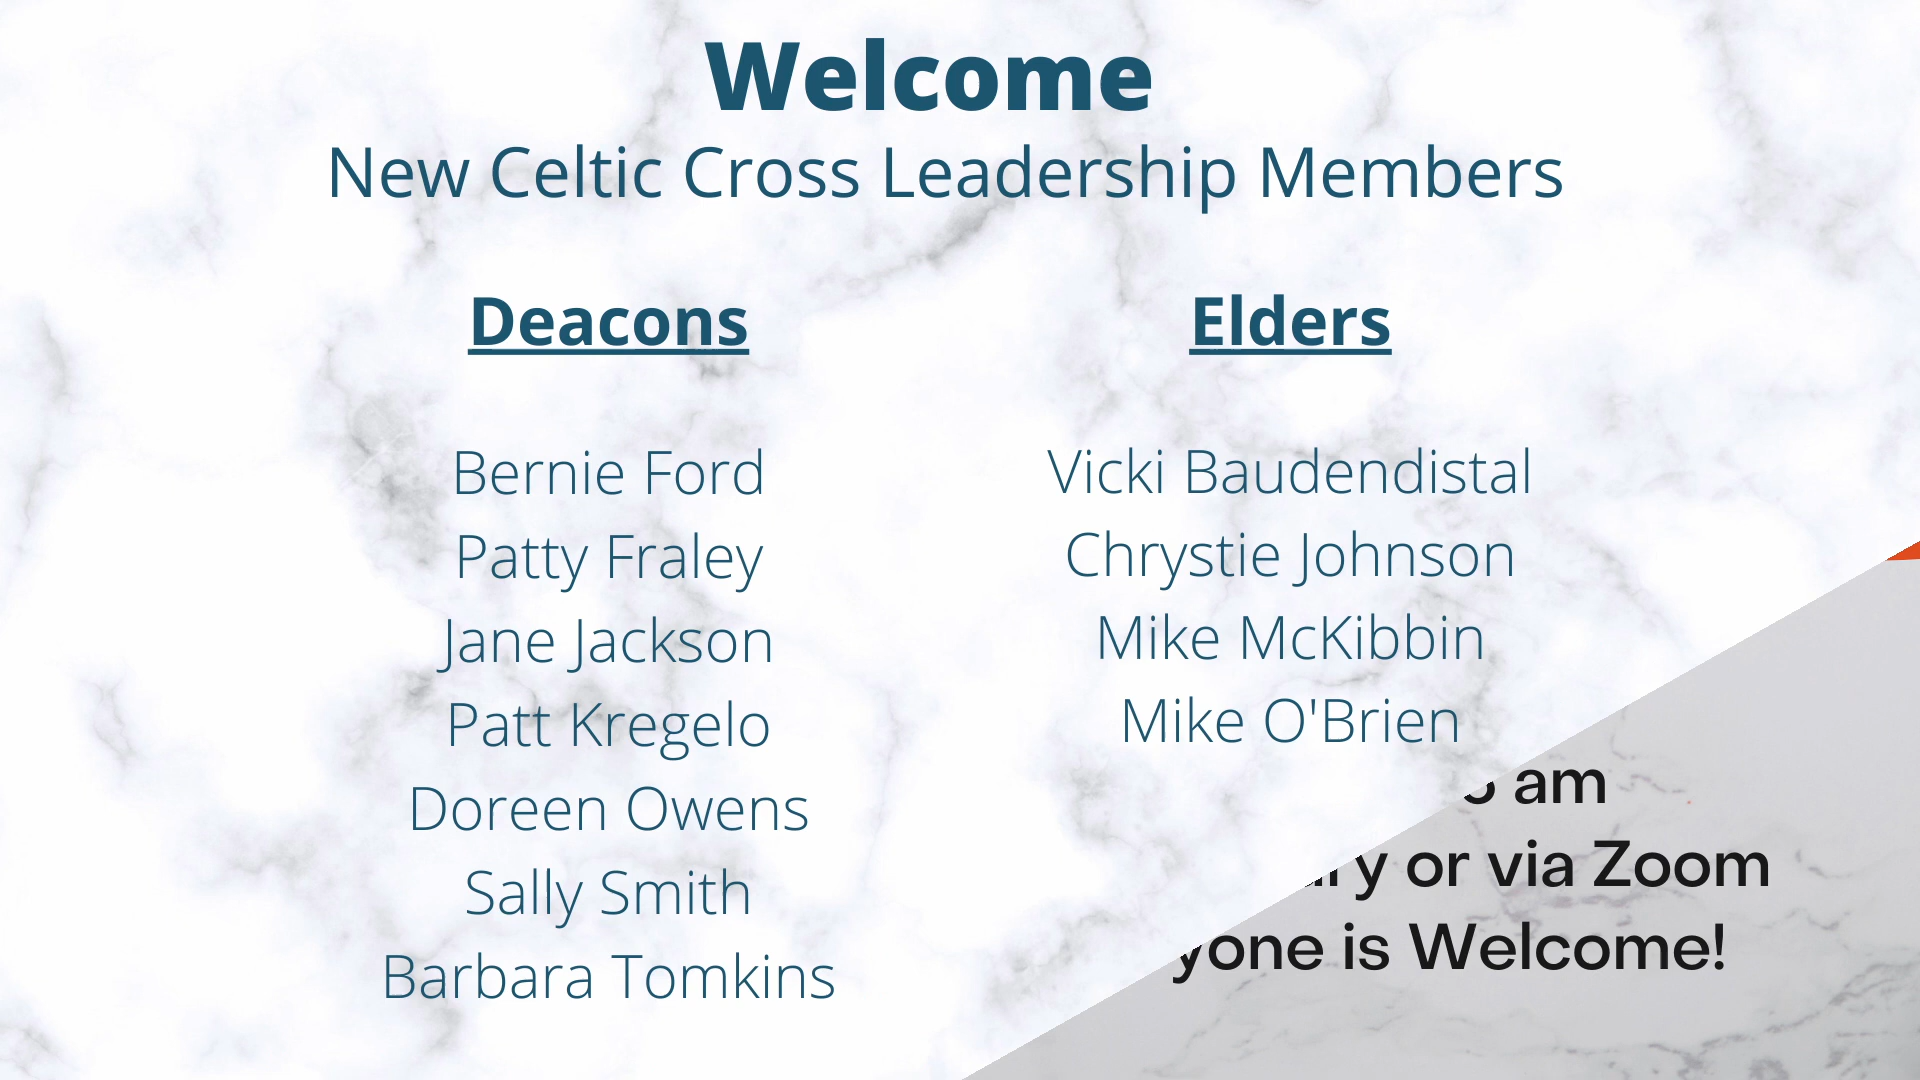 Welcome
New Celtic Cross Leadership Members
Deacons
Bernie Ford
Patty Fraley
Jane Jackson
Patt Kregelo
Doreen Owens
Sally Smith
Barbara Tomkins
Elders
Vicki Baudendistal
Chrystie Johnson
Mike McKibbin
Mike O'Brien
am
or via Zoom
is Welcome!